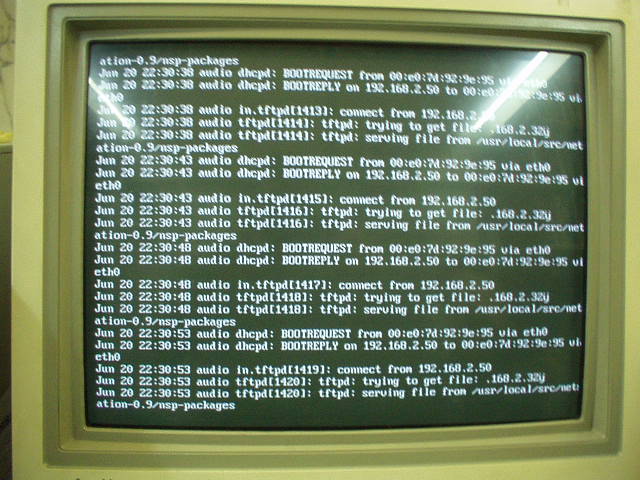 ation-0.9/nsp-packages
Jun 20 22:30:38 audio dhcpd: BOOTREQUEST from 00:e0:7d:92:9e:95 via eth0
Jun 20 22:30:38 audio dhcpd: BOOTREPLY on 192.168.2.50 to 00:e0:7d:92:9e:95 vi
eth0
Jun 20 22:30:38 audio in.tftpd[1413]: connect from 192.168.2.50
Jun 20 22:30:38 audio tftpd[1414]: tftpd: trying to get file: .168.2.32ÿ
Jun 20 22:30:38 audio tftpd[1414]: tftpd: serving file from /usr/local/src/net
ation-0.9/nsp-packages
Jun 20 22:30:43 audio dhcpd: BOOTREQUEST from 00:e0:7d:92:9e:95 via eth0
Jun 20 22:30:43 audio dhcpd: BOOTREPLY on 192.168.2.50 to 00:e0:7d:92:9e:95 vi
eth0
Jun 20 22:30:43 audio in.tftpd[1415]: connect from 192.168.2.50
Jun 20 22:30:43 audio tftpd[1416]: tftpd: trying to get file: .168.2.32ÿ
Jun 20 22:30:43 audio tftpd[1416]: tftpd: serving file from /usr/local/src/net
ation-0.9/nsp-packages
Jun 20 22:30:48 audio dhcpd: BOOTREQUEST from 00:e0:7d:92:9e:95 via eth0
Jun 20 22:30:48 audio dhcpd: BOOTREPLY on 192.168.2.50 to 00:e0:7d:92:9e:95 vi
eth0
Jun 20 22:30:48 audio in.tftpd[1417]: connect from 192.168.2.50
Jun 20 22:30:48 audio tftpd[1418]: tftpd: trying to get file: .168.2.32ÿ
Jun 20 22:30:48 audio tftpd[1418]: tftpd: serving file from /usr/local/src/net
ation-0.9/nsp-packages
Jun 20 22:30:53 audio dhcpd: BOOTREQUEST from 00:e0:7d:92:9e:95 via eth0
Jun 20 22:30:53 audio dhcpd: BOOTREPLY on 192.168.2.50 to 00:e0:7d:92:9e:95 vi
eth0
Jun 20 22:30:53 audio in.tftpd[1419]: connect from 192.168.2.50
Jun 20 22:30:53 audio tftpd[1420]: tftpd: trying to get file: .168.2.32ÿ
Jun 20 22:30:53 audio tftpd[1420]: tftpd: serving file from /usr/local/src/net
ation-0.9/nsp-packages